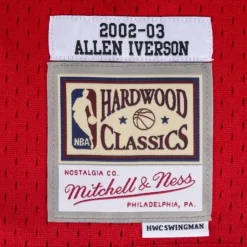 2002-03
ALLEN IVERSON
HARDWOOD
NBA
CLASSICS
NOSTALGIA CO.
Mitchell & Ness
PHILADELPHIA, PA.
HWC SWINGMAN